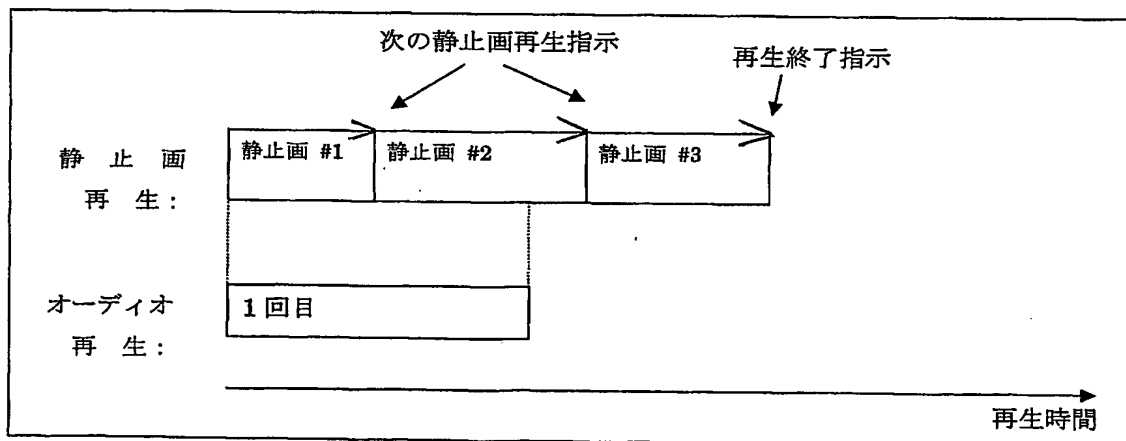 次の静止画再生指示
再生終了指示
静止画
再生：
静止画 #1
静止画 #2
静止画 #3
オーディオ
再生：
1回目
再生時間